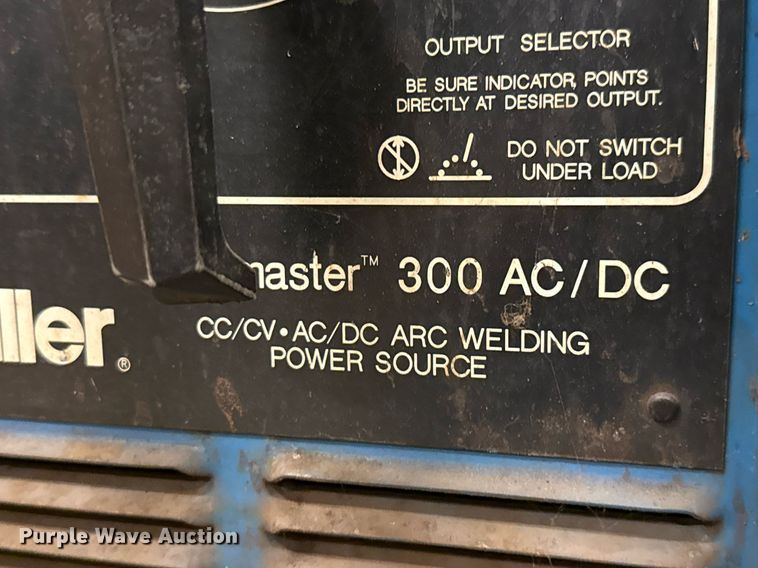 OUTPUT SELECTOR
BE SURE INDICATOR, POINTS
DIRECTLY AT DESIRED OUTPUT.
DO NOT SWITCH
UNDER LOAD
master™ 300 AC/DC
ller®
CC/CV•AC/DC ARC WELDING
POWER SOURCE
Purple Wave Auction